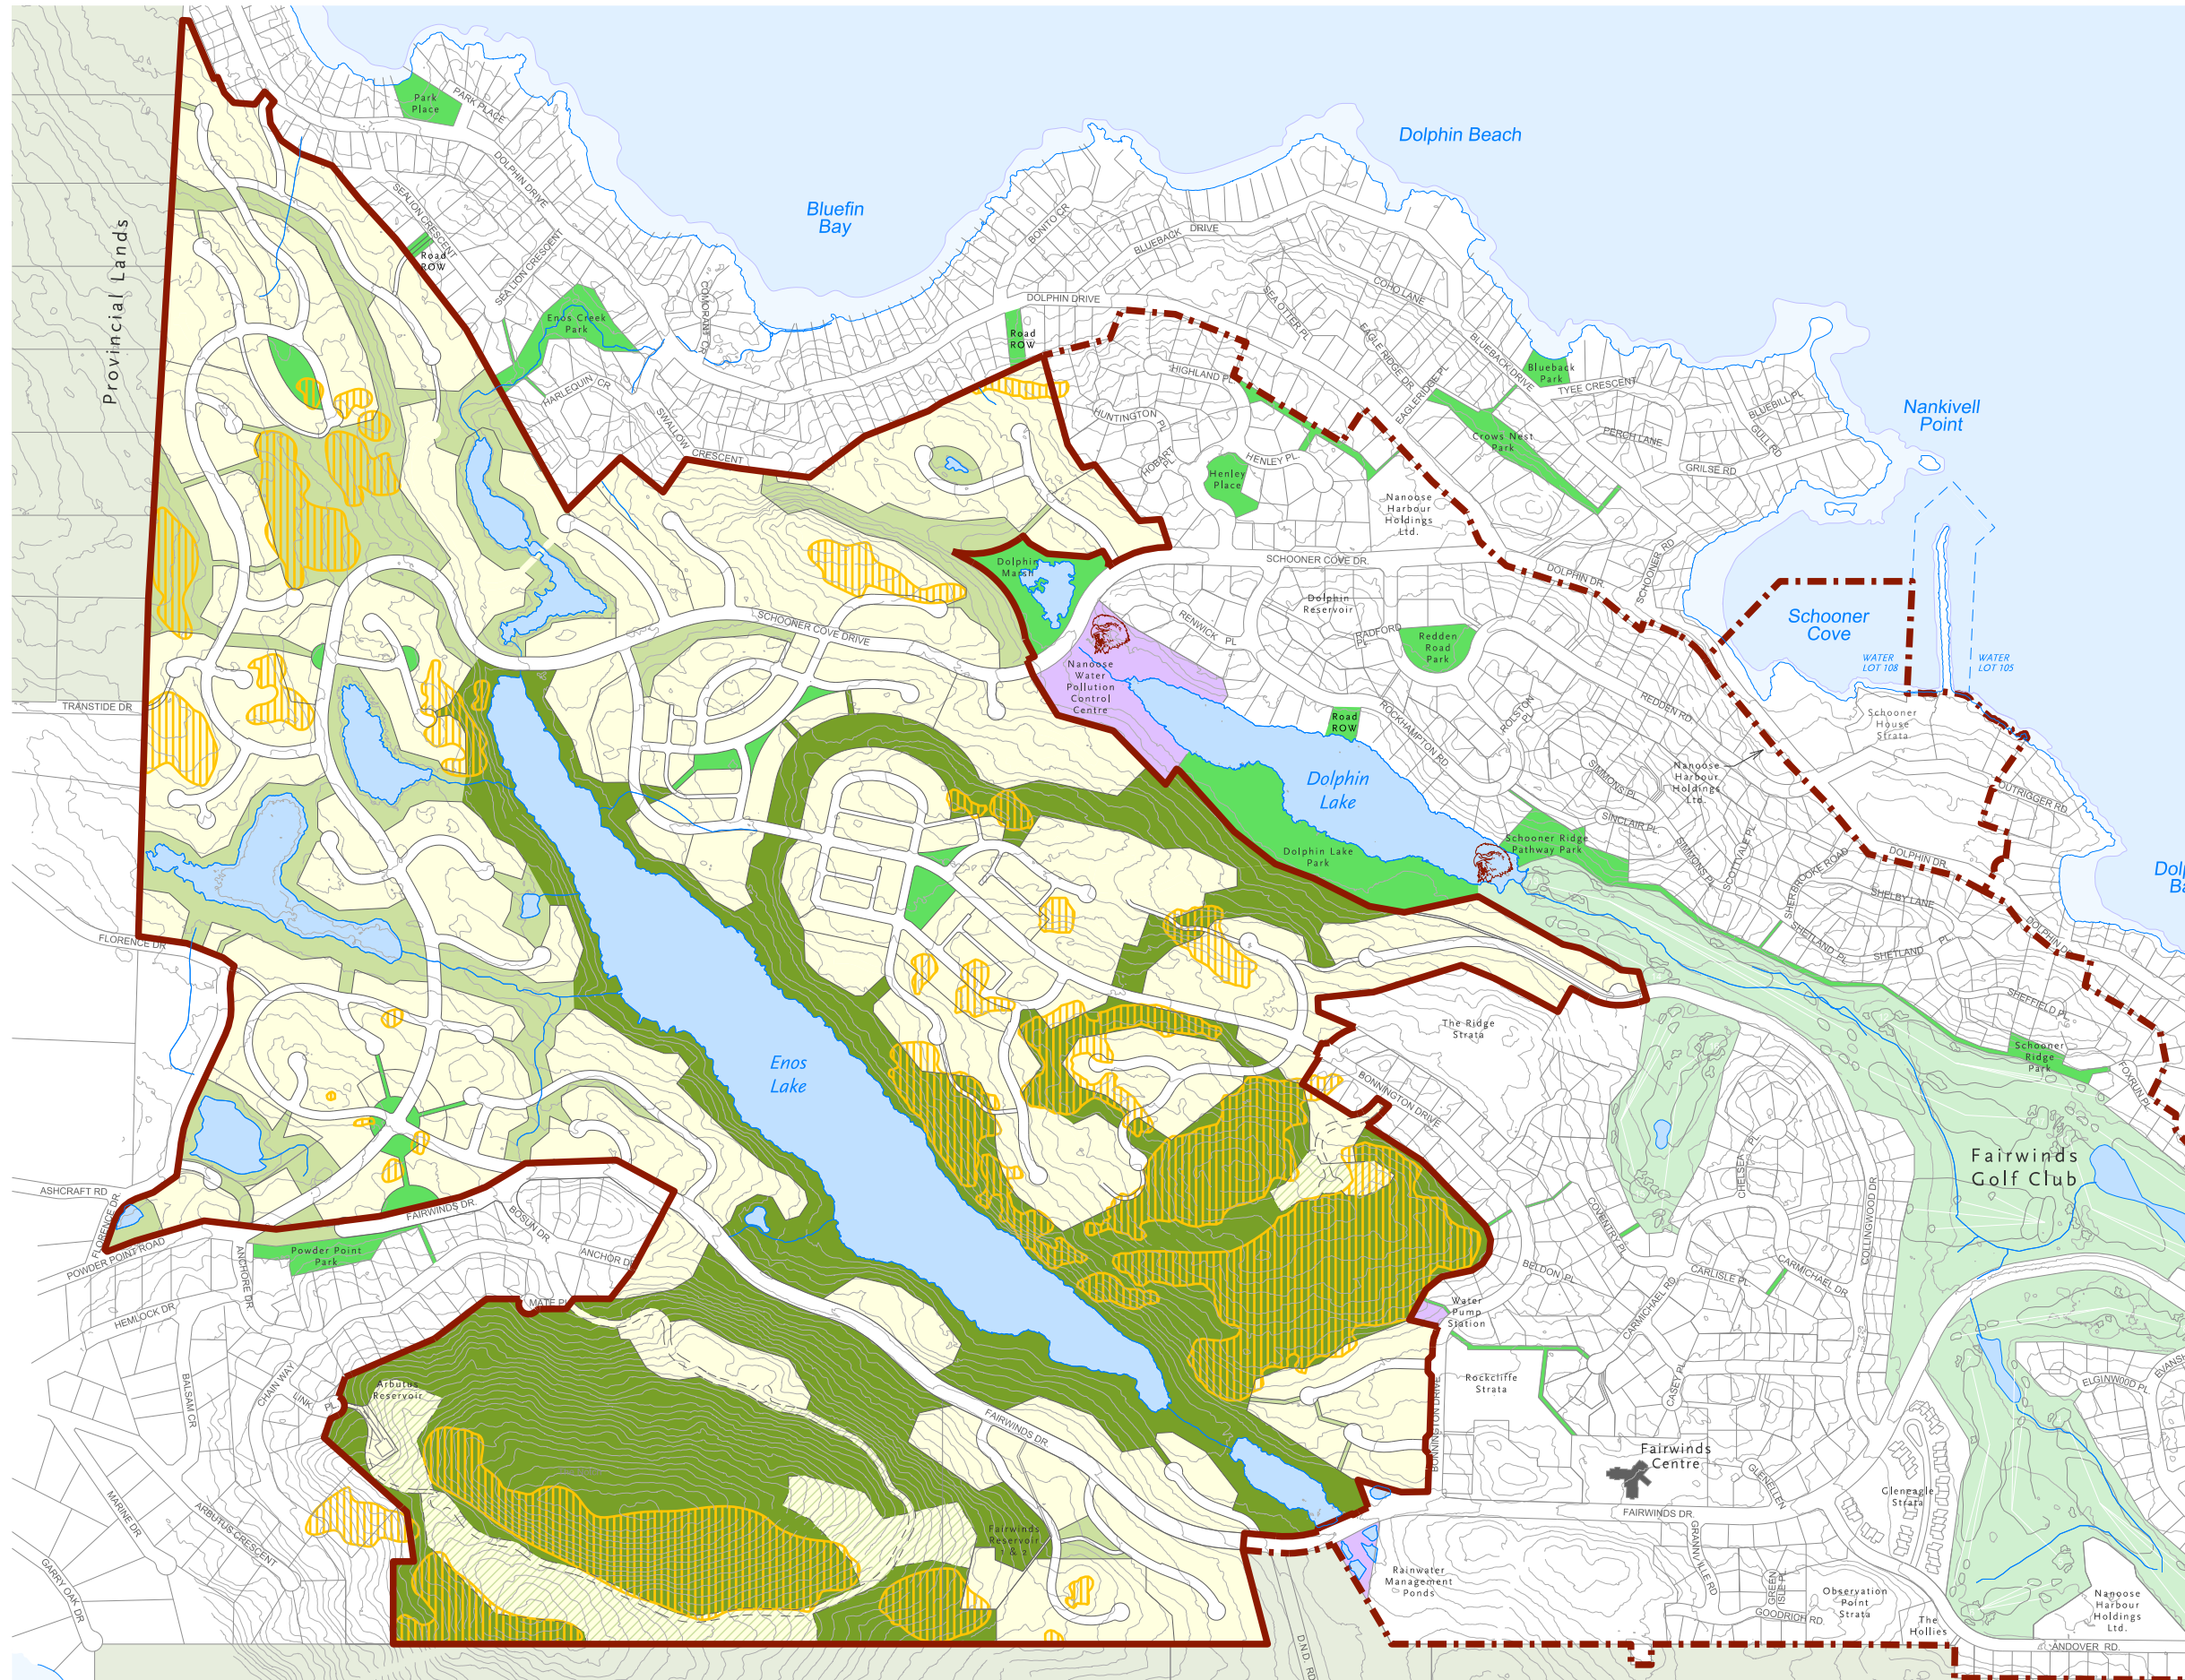 Park
Place
PARK PLACE
DOLPHIN DRIVE
Dolphin Beach
Bluefin
Bay
Provincial Lands
SEALION CRESCENT
Road
ROW
SEA LION CRESCENT
Enos Creek
Park
COMORANT CR
BONITO CR
BLUEBACK DRIVE
COHO LANE
DOLPHIN DRIVE
SEA OTTER PL
Road
ROW
EAGLE RIDGE DR
BLUEBACK DRIVE
EAGLERIDGE PL
Blueback
Park
TYEE CRESCENT
BLUEBILL PL
GULL RD
PERCH LANE
GRILSE RD
Nankivell
Point
HARLEQUIN CR
SWALLOW
CRESCENT
HIGHLAND PL
HUNTINGTON
PL
HOBART
PL
HENLEY PL
Henley
Place
Crows Nest
Park
Nanoose
Harbour
Holdings
Ltd.
SCHOONER COVE DR.
DOLPHIN DR.
SCHOONER RD
Dolphin
Marsh
Dolphin
Reservoir
RENWICK PL
RADFORD
PL
Redden
Road
Park
Schooner
Cove
WATER
LOT 108
WATER
LOT 105
SCHOONER COVE DRIVE
Nanoose
Water
Pollution
Control
Centre
TRANSTIDE DR
Road
ROW
ROCKHAMPTON RD
ROLSTON
PL
REDDEN RD
Schooner
House
Strata
Dolphin
Lake
Nanoose
Harbour
Holdings
Ltd.
SIMMONS PL
OUTRIGGER RD
SINCLAIR PL
SIMMONS PL
SCOTVALE PL
Schooner Ridge
Pathway Park
Dolphin Lake
Park
DOLPHIN DR.
SHERBROOKE ROAD
SHELBY LANE
SHETLAND PL
SHETLAND PL
DOLPHIN DR
SHEFFIELD PL
FLORENCE DR
The Ridge
Strata
Schooner
Ridge
Park
FOXRUN PL
Enos
Lake
BONNINGTON DRIVE
CHELSEA PL
Fairwinds
Golf Club
COLLINGWOOD DR
COVENTRY PL
ASHCRAFT RD
FLORENCE DR.
POWDER POINT ROAD
FAIRWINDS DR.
BOSUN DR.
ANCHOR DR
Powder Point
Park
ANCHORE DR
HEMLOCK DR
MATE PL
BELDON PL
CARLISLE PL
CARMICHAEL DR
CARMICHAEL RD
Water
Pump
Station
BALSAM CR
CHAIN WAY
LINK PL
Arbutus
Reservoir
BONNINGTON DRIVE
Rockcliffe
Strata
CASEY PL
ELGINWOOD PL
FAIRWINDS DR.
Fairwinds
Centre
GLENELLEN
Gleneagle
Strata
MARINE DR
ARBUTUS CRESCENT
GARRY OAK DR
Fairwinds
Reservoir
1 & 2
FAIRWINDS DR.
GRANNVILLE RD
GREEN
ISLE PL
GOODRICH RD.
Rainwater
Management
Ponds
Observation
Point
Strata
The
Hollies
Nanoose
Harbour
Holdings
Ltd.
D.N.D. RD
ANDOVER RD.